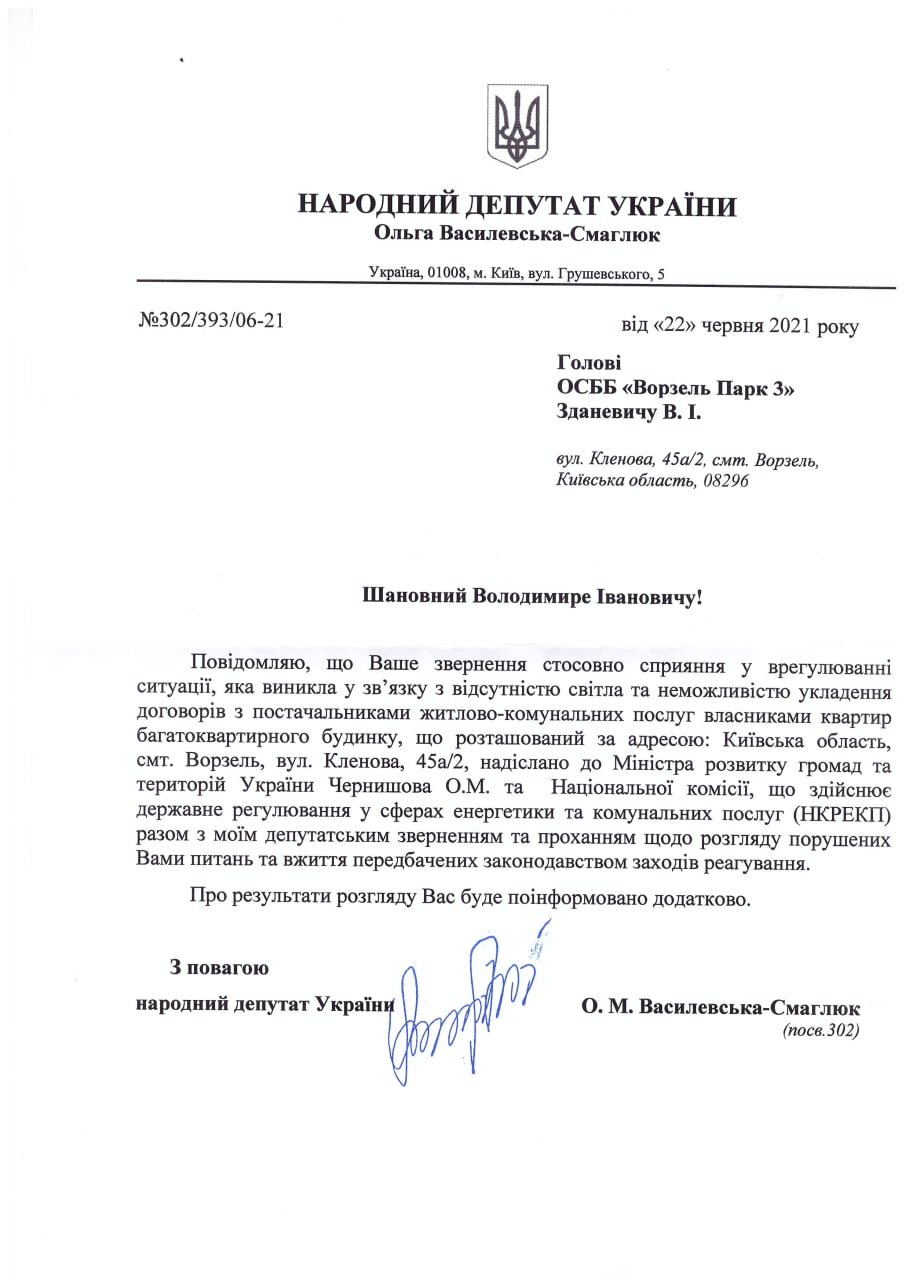 НАРОДНИЙ ДЕПУТАТ УКРАЇНИ
Ольга Василевська-Смаглюк
Україна, 01008, м. Київ, вул. Грушевського, 5
№302/393/06-21
від «22» червня 2021 року
Голові
ОСББ «Ворзель Парк 3»
Зданевичу В. І.
вул. Кленова, 45а/2, смт. Ворзель,
Київська область, 08296
Шановний Володимире Івановичу!
Повідомляю, що Ваше звернення стосовно сприяння у врегулюванні
ситуації, яка виникла у зв’язку з відсутністю світла та неможливістю укладення
договорів з постачальниками житлово-комунальних послуг власниками квартир
багатоквартирного будинку, що розташований за адресою: Київська область,
смт. Ворзель, вул. Кленова, 45а/2, надіслано до Міністра розвитку громад та
територій України Чернишова О.М. та Національної комісії, що здійснює
державне регулювання у сферах енергетики та комунальних послуг (НКРЕКП)
разом з моїм депутатським зверненням та проханням щодо розгляду порушених
Вами питань та вжиття передбачених законодавством заходів реагування.
Про результати розгляду Вас буде поінформовано додатково.
З повагою
народний депутат України
О. М. Василевська-Смаглюк
(посв.302)